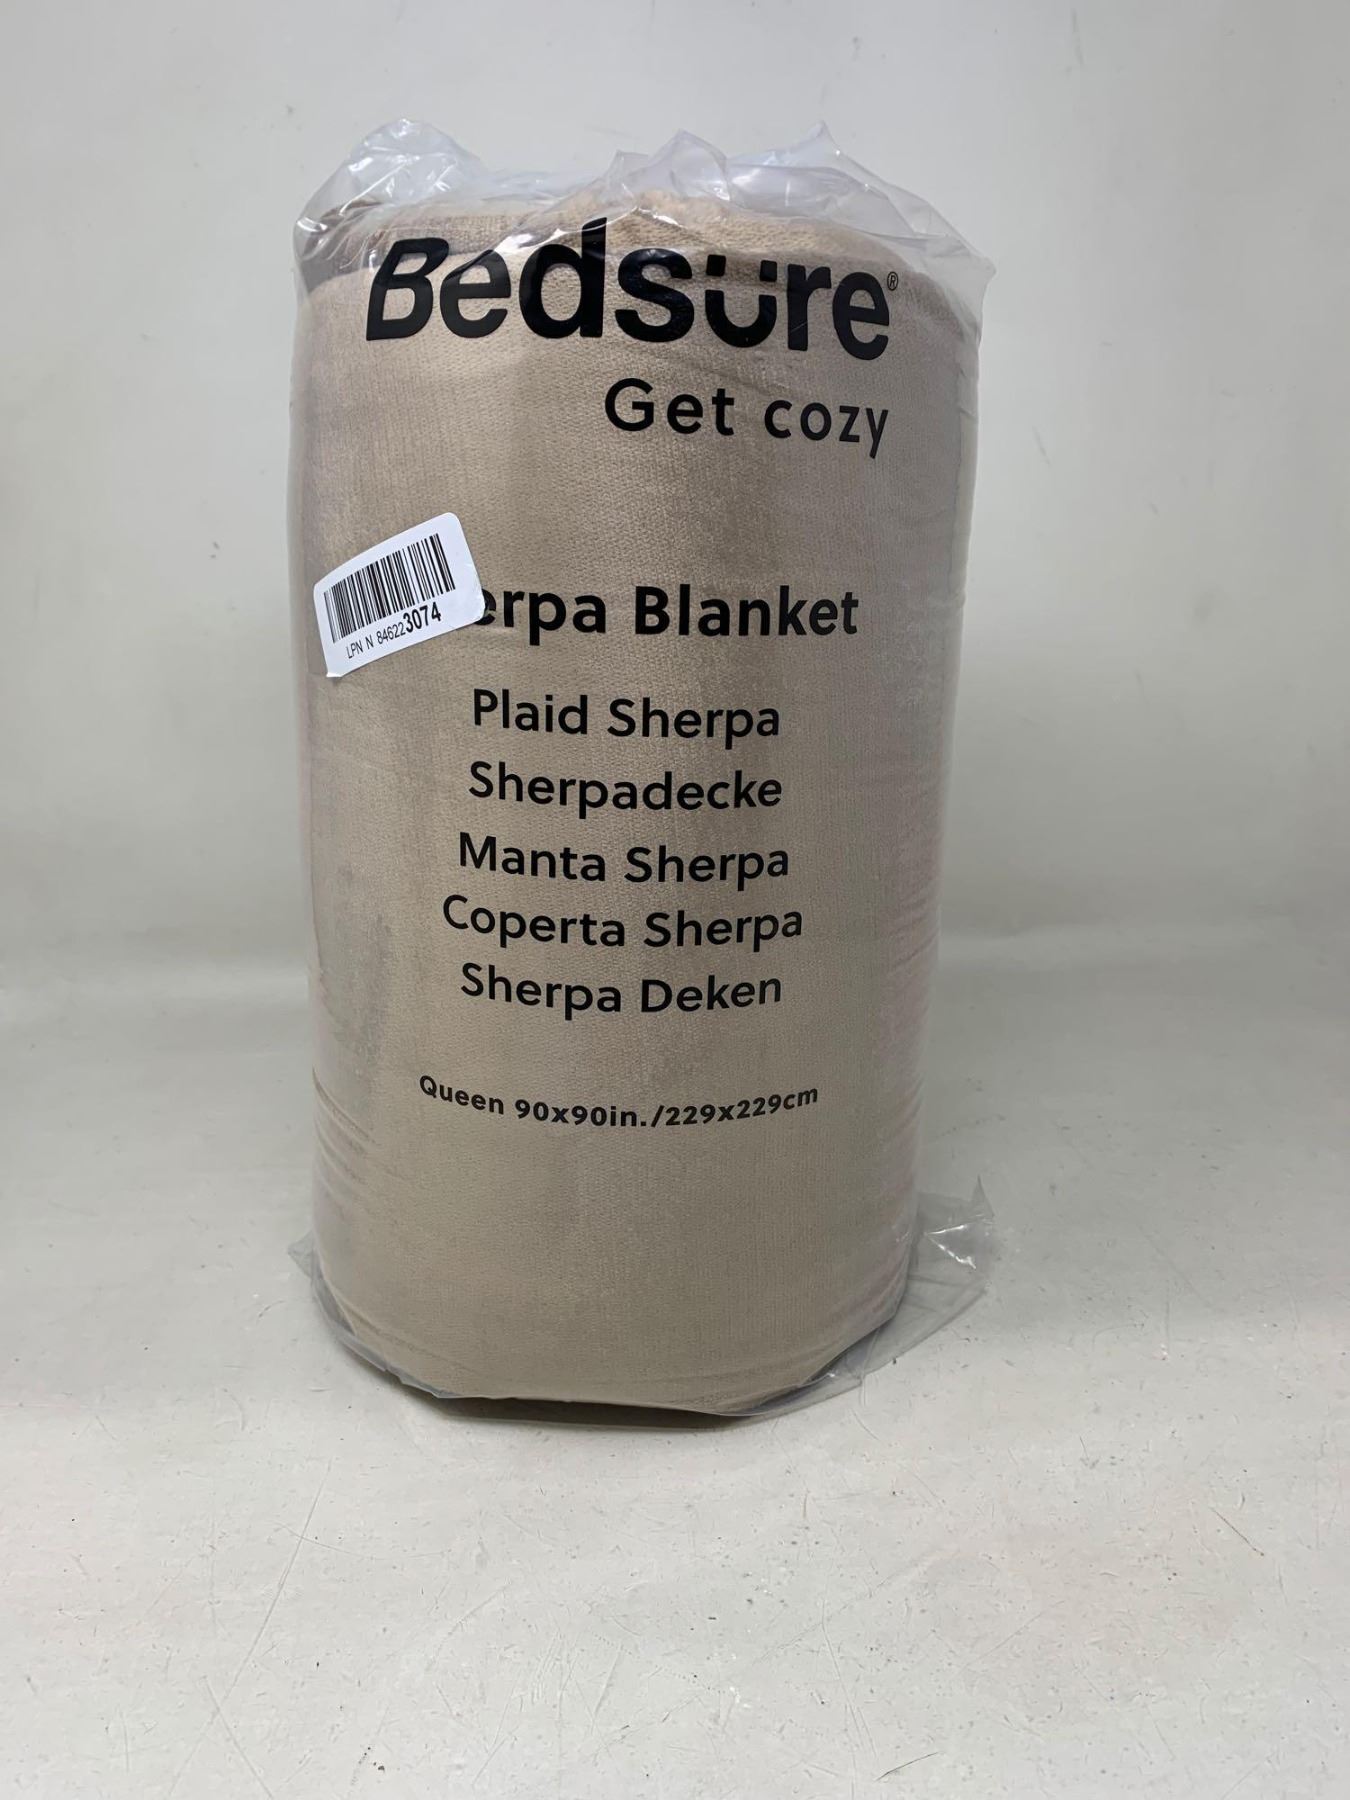 Bedsure®
Get cozy
erpa Blanket
LPN N 846223074
Plaid Sherpa
Sherpadecke
Manta Sherpa
Coperta Sherpa
Sherpa Deken
Queen 90x90in./229x229cm